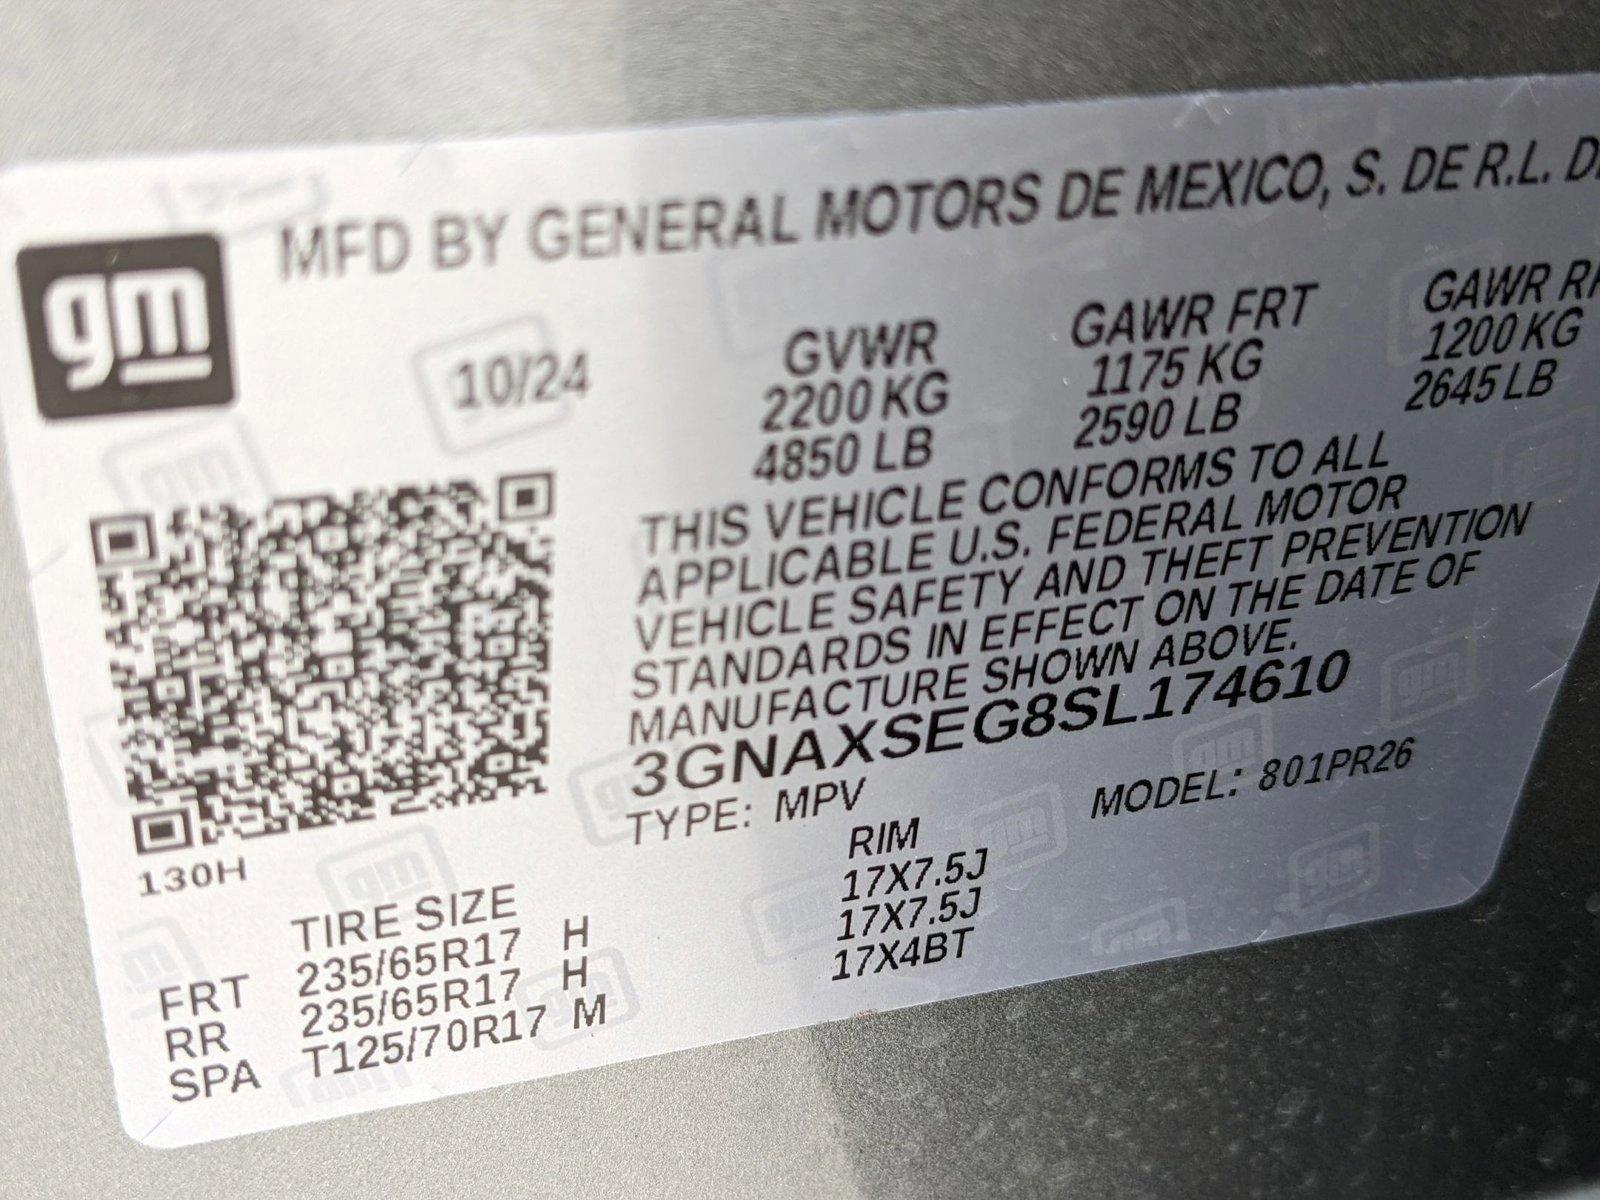 gm
MFD BY GENERAL MOTORS DE MEXICO, S. DE R.L.
10/24
GVWR GAWR FRT GAWR
2200 KG 1175 KG 1200 KG
4850 LB 2590 LB 2645 LB
THIS VEHICLE CONFORMS TO ALL
APPLICABLE U.S. FEDERAL MOTOR
VEHICLE SAFETY AND THEFT PREVENTION
STANDARDS IN EFFECT ON THE DATE OF
MANUFACTURE SHOWN ABOVE.
3GNAXSEG8SL174610
TYPE: MPV MODEL: 801PR26
130H
TIRE SIZE RIM
FRT 235/65R17 H 17X7.5J
RR 235/65R17 H 17X7.5J
SPA T125/70R17 M 17X4BT